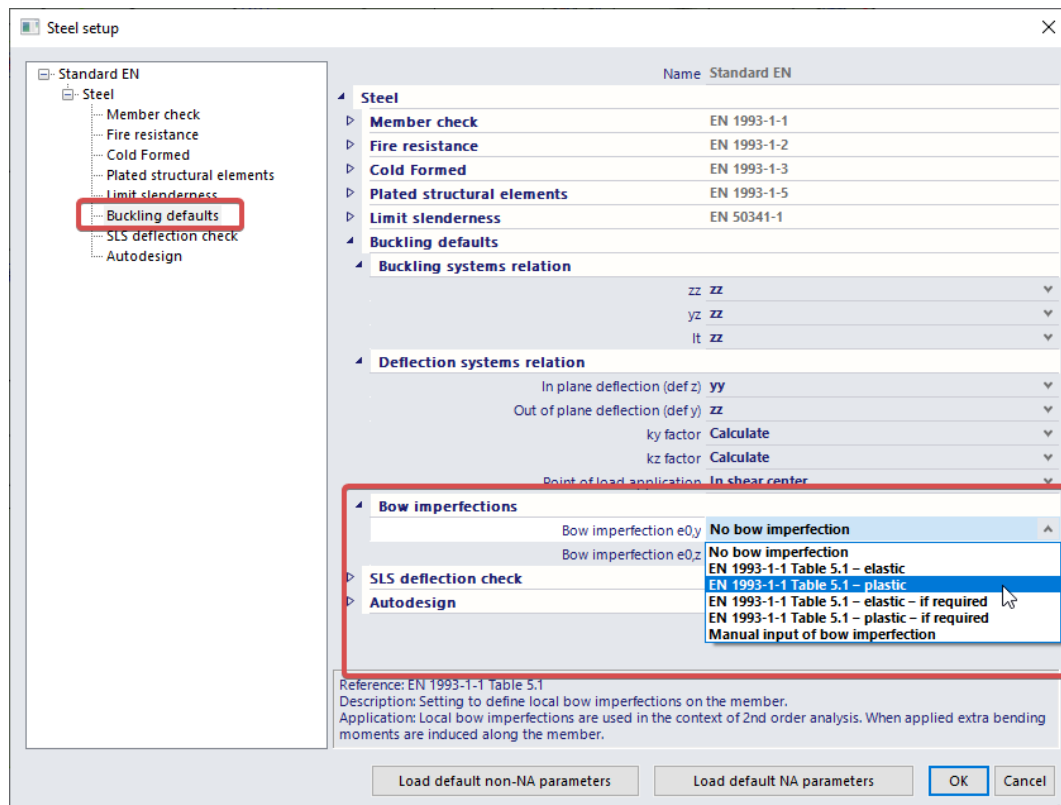 Steel setup
Standard EN
Steel
Member check
Fire resistance
Cold Formed
Plated structural elements
Limit slenderness
Buckling defaults
SLS deflection check
Autodesign
Name Standard EN
Steel
Member check EN 1993-1-1
Fire resistance EN 1993-1-2
Cold Formed EN 1993-1-3
Plated structural elements EN 1993-1-5
Limit slenderness EN 50341-1
Buckling defaults
Buckling systems relation
zz zz
yz zz
lt zz
Deflection systems relation
In plane deflection (def z) yy
Out of plane deflection (def y) zz
ky factor Calculate
kz factor Calculate
Point of load application In shear center
Bow imperfections
Bow imperfection e0,y No bow imperfection
Bow imperfection e0,z No bow imperfection
EN 1993-1-1 Table 5.1 – elastic
SLS deflection check EN 1993-1-1 Table 5.1 – plastic
Autodesign EN 1993-1-1 Table 5.1 – elastic – if required
EN 1993-1-1 Table 5.1 – plastic – if required
Manual input of bow imperfection
Reference: EN 1993-1-1 Table 5.1
Description: Setting to define local bow imperfections on the member.
Application: Local bow imperfections are used in the context of 2nd order analysis. When applied extra bending
moments are induced along the member.
Load default non-NA parameters Load default NA parameters OK Cancel